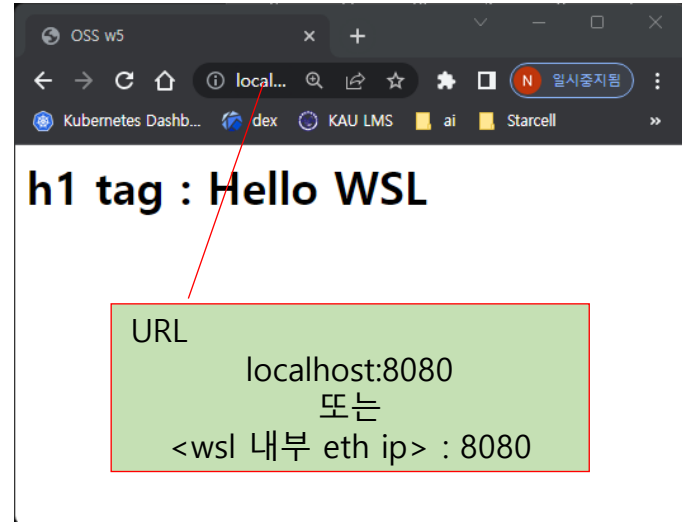 OSS w5
local...
N 일시중지됨
Kubernetes Dashb... dex KAU LMS ai Starcell »
h1 tag : Hello WSL
URL
localhost:8080
또는
<wsl 내부 eth ip> : 8080